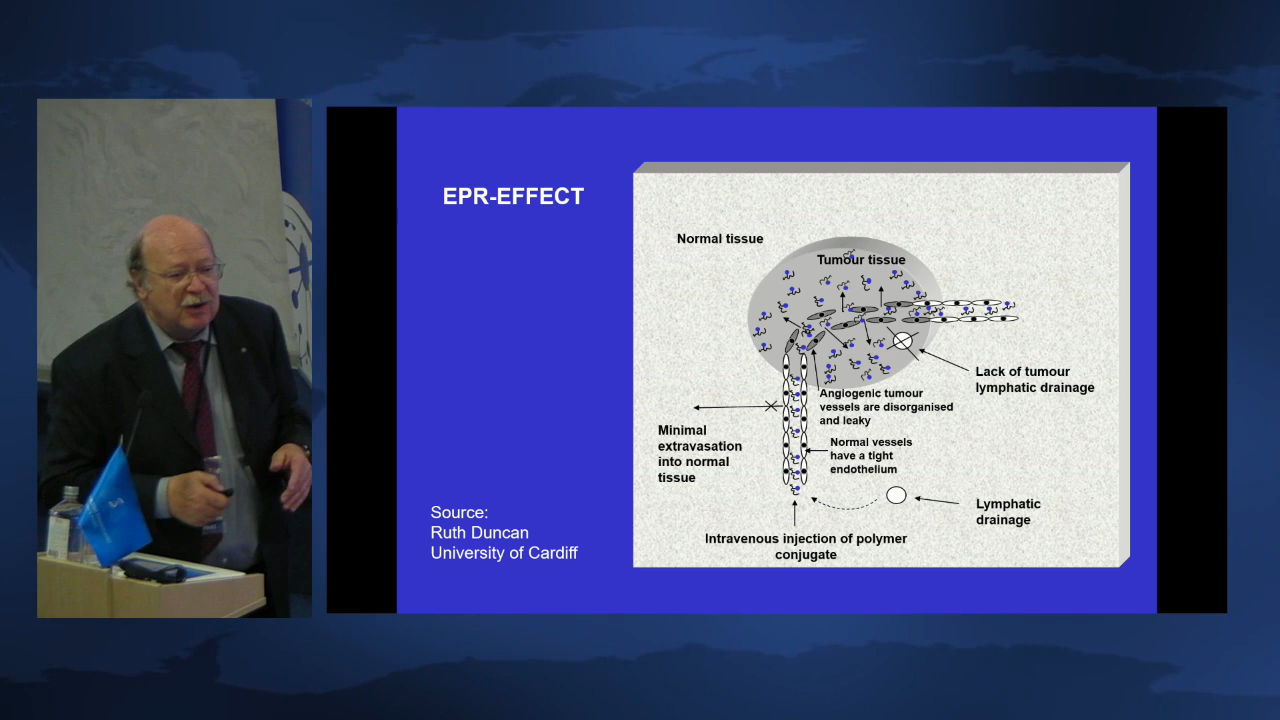 EPR-EFFECT
Normal tissue
Tumour tissue
Lack of tumour
lymphatic drainage
Angiogenic tumour
vessels are disorganised
and leaky
Minimal
extravasation
into normal
tissue
Normal vessels
have a tight
endothelium
Lymphatic
drainage
Intravenous injection of polymer
conjugate
Source:
Ruth Duncan
University of Cardiff